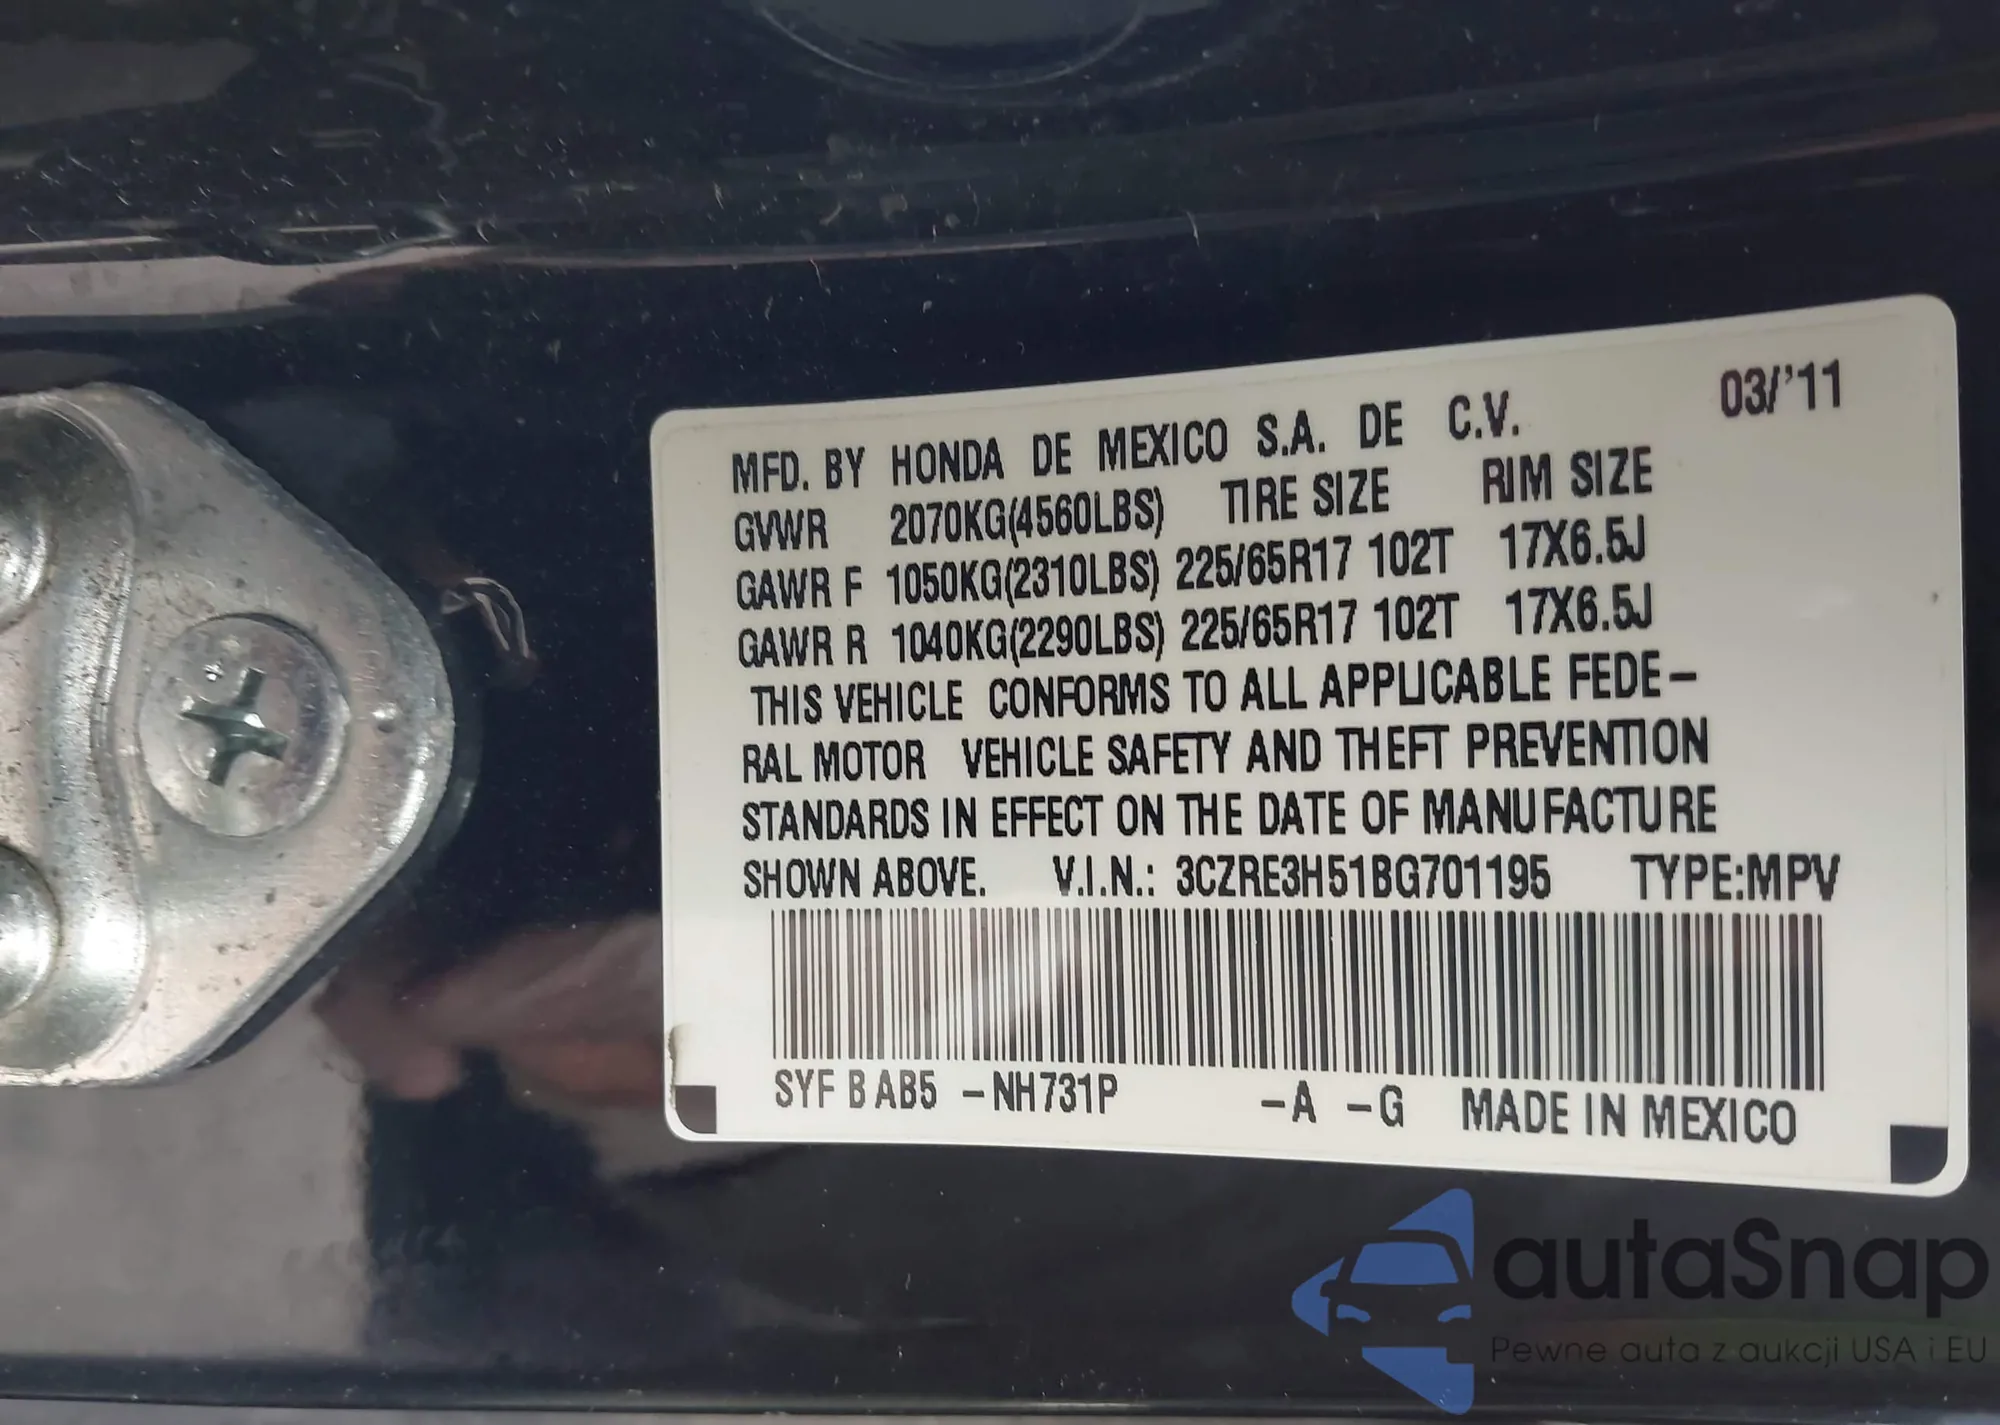 03/'11
MFD. BY HONDA DE MEXICO S.A. DE C.V.
GVWR 2070KG(4560LBS) TIRE SIZE RIM SIZE
GAWR F 1050KG(2310LBS) 225/65R17 102T 17X6.5J
GAWR R 1040KG(2290LBS) 225/65R17 102T 17X6.5J
THIS VEHICLE CONFORMS TO ALL APPLICABLE FEDE-
RAL MOTOR VEHICLE SAFETY AND THEFT PREVENTION
STANDARDS IN EFFECT ON THE DATE OF MANUFACTURE
SHOWN ABOVE. V.I.N.: 3CZRE3H51BG701195 TYPE:MPV
SYF B AB5 -NH731P -A -G MADE IN MEXICO
autaSnap
Pewne auta z aukcji USA i EU